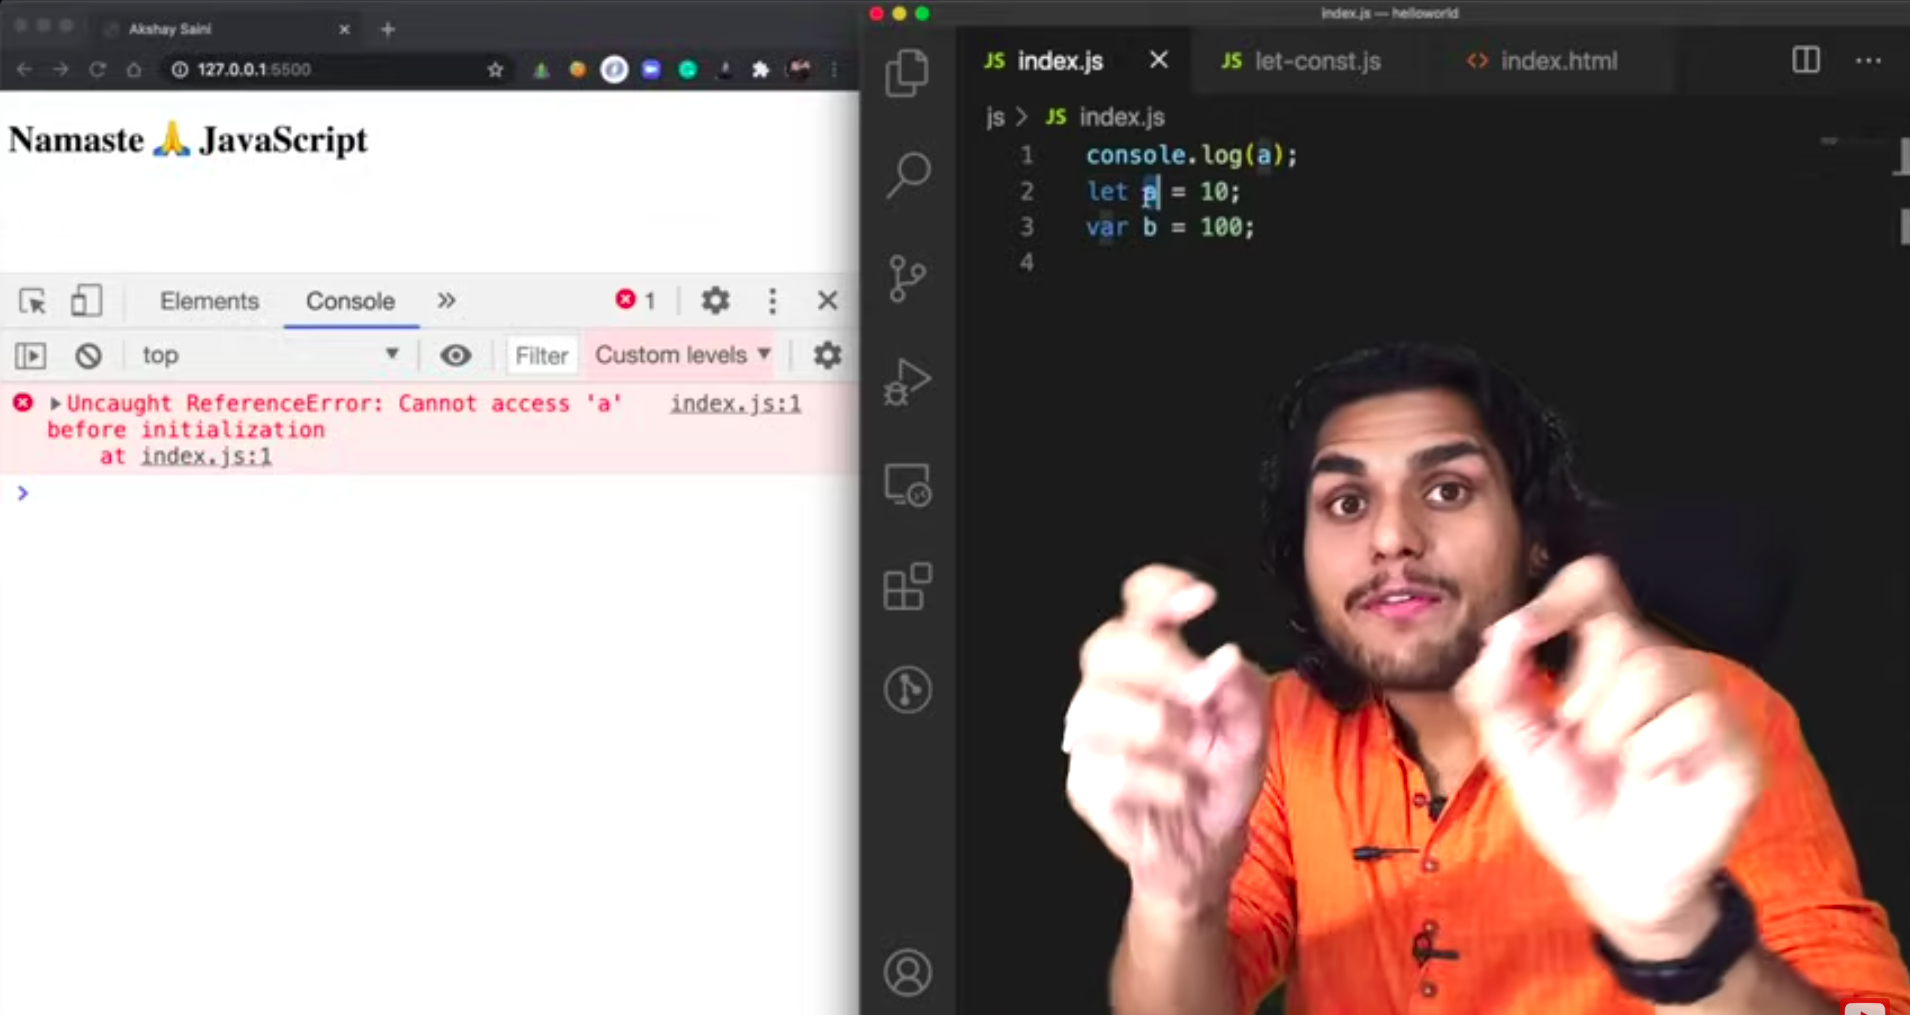 Akshay Saini
127.0.0.1:5500
Namaste 🙏 JavaScript
Elements Console » 1
top Filter Custom levels
Uncaught ReferenceError: Cannot access 'a' index.js:1
before initialization
at index.js:1
>
index.js — helloworld
JS index.js JS let-const.js <> index.html
js > JS index.js
1 console.log(a);
2 let a = 10;
3 var b = 100;
4